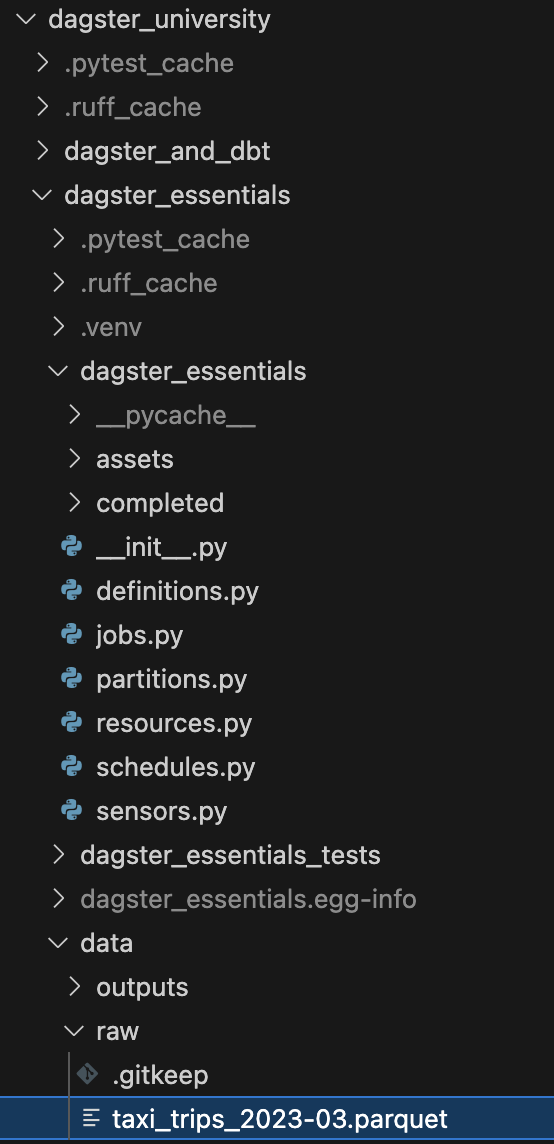 dagster_university
.pytest_cache
.ruff_cache
dagster_and_dbt
dagster_essentials
.pytest_cache
.ruff_cache
.venv
dagster_essentials
__pycache__
assets
completed
__init__.py
definitions.py
jobs.py
partitions.py
resources.py
schedules.py
sensors.py
dagster_essentials_tests
dagster_essentials.egg-info
data
outputs
raw
.gitkeep
taxi_trips_2023-03.parquet